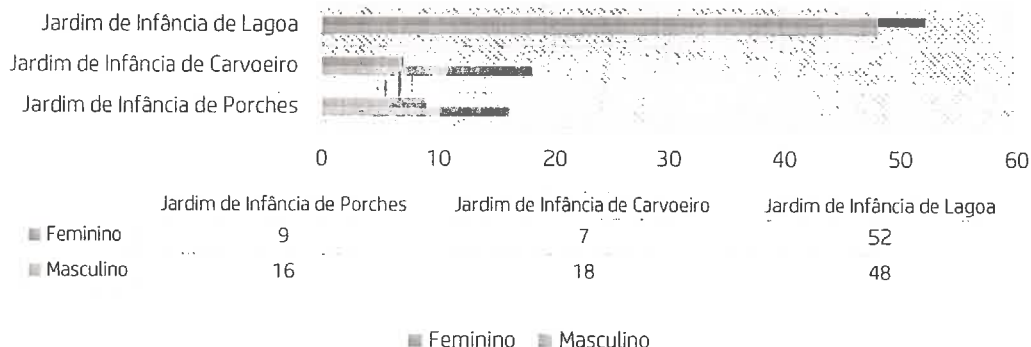 Jardim de Infância de Lagoa
Jardim de Infância de Carvoeiro
Jardim de Infância de Porches
0 10 20 30 40 50 60
Jardim de Infância de Porches Jardim de Infância de Carvoeiro Jardim de Infância de Lagoa
Feminino 9 7 52
Masculino 16 18 48
Feminino Masculino